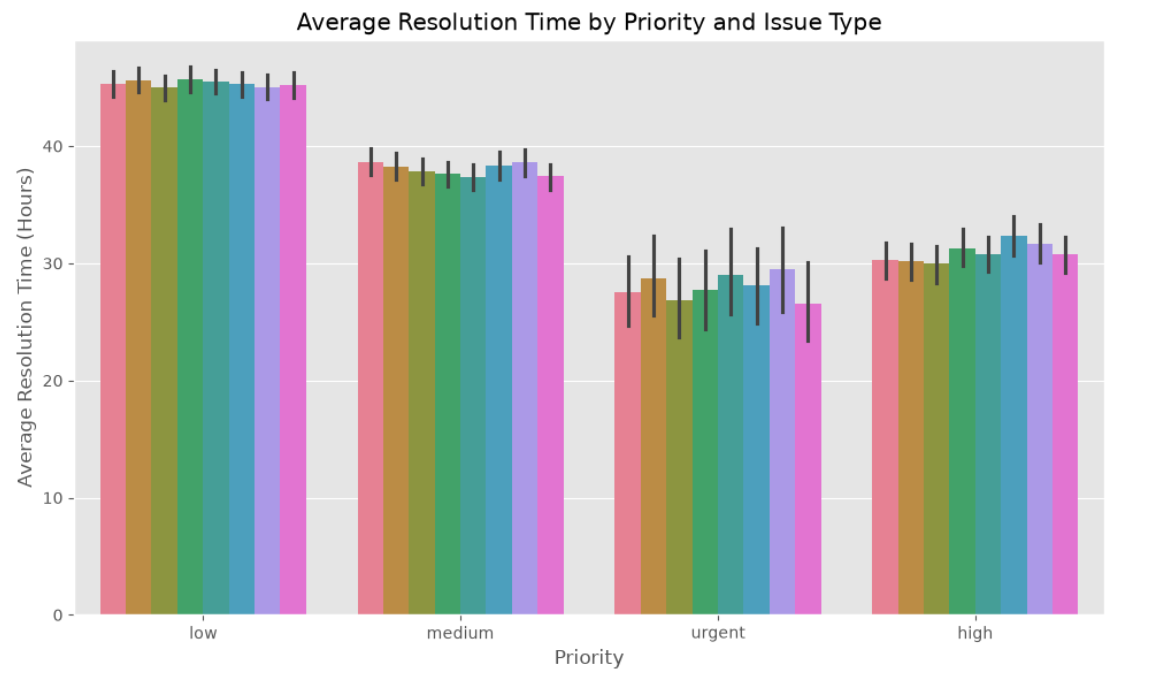 Average Resolution Time by Priority and Issue Type
Average Resolution Time (Hours)
40
30
20
10
0
low medium urgent high
Priority